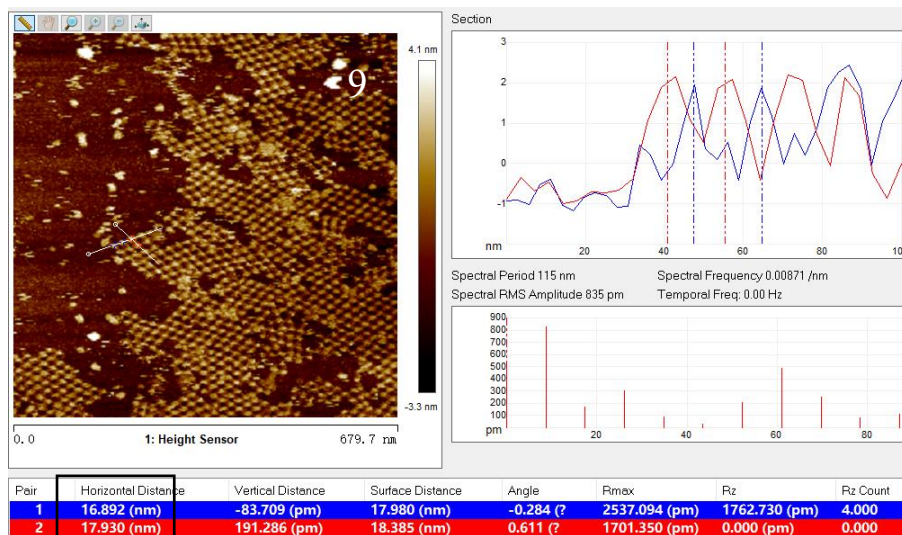 Section
4.1 nm
9
-3.3 nm
0.0
1: Height Sensor
679.7 nm
3
2
1
0
-1
nm
20
40
60
80
10
Spectral Period 115 nm
Spectral Frequency 0.00871 /nm
Spectral RMS Amplitude 835 pm
Temporal Freq: 0.00 Hz
900
800
700
600
500
400
300
200
100
pm
20
40
60
80
Pair Horizontal Distance Vertical Distance Surface Distance Angle Rmax Rz Rz Count
1 16.892 (nm) -83.709 (pm) 17.980 (nm) -0.284 (? 2537.094 (pm) 1762.730 (pm) 4.000
2 17.930 (nm) 191.286 (pm) 18.385 (nm) 0.611 (? 1701.350 (pm) 0.000 (pm) 0.000